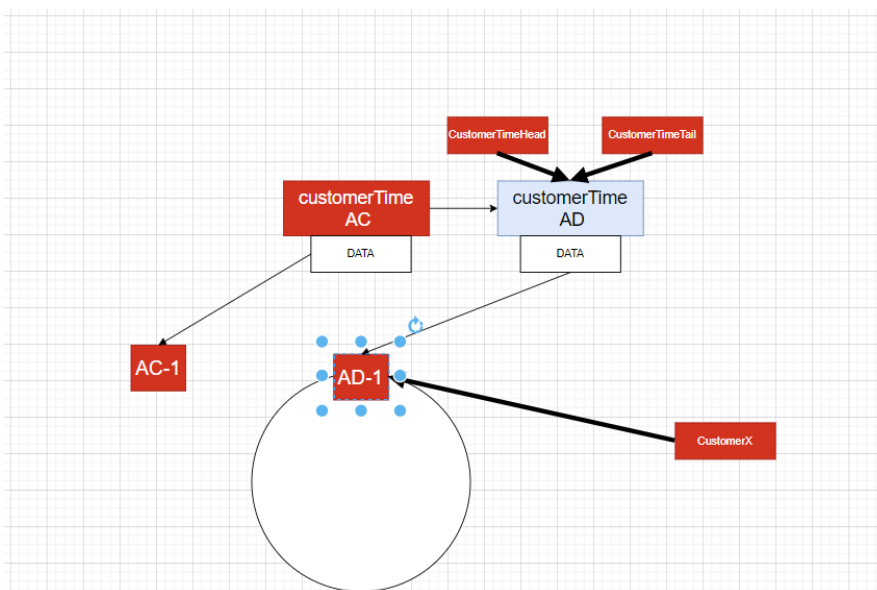 CustomerTimeHead
CustomerTimeTail
customerTime
AC
customerTime
AD
DATA
DATA
AC-1
AD-1
CustomerX